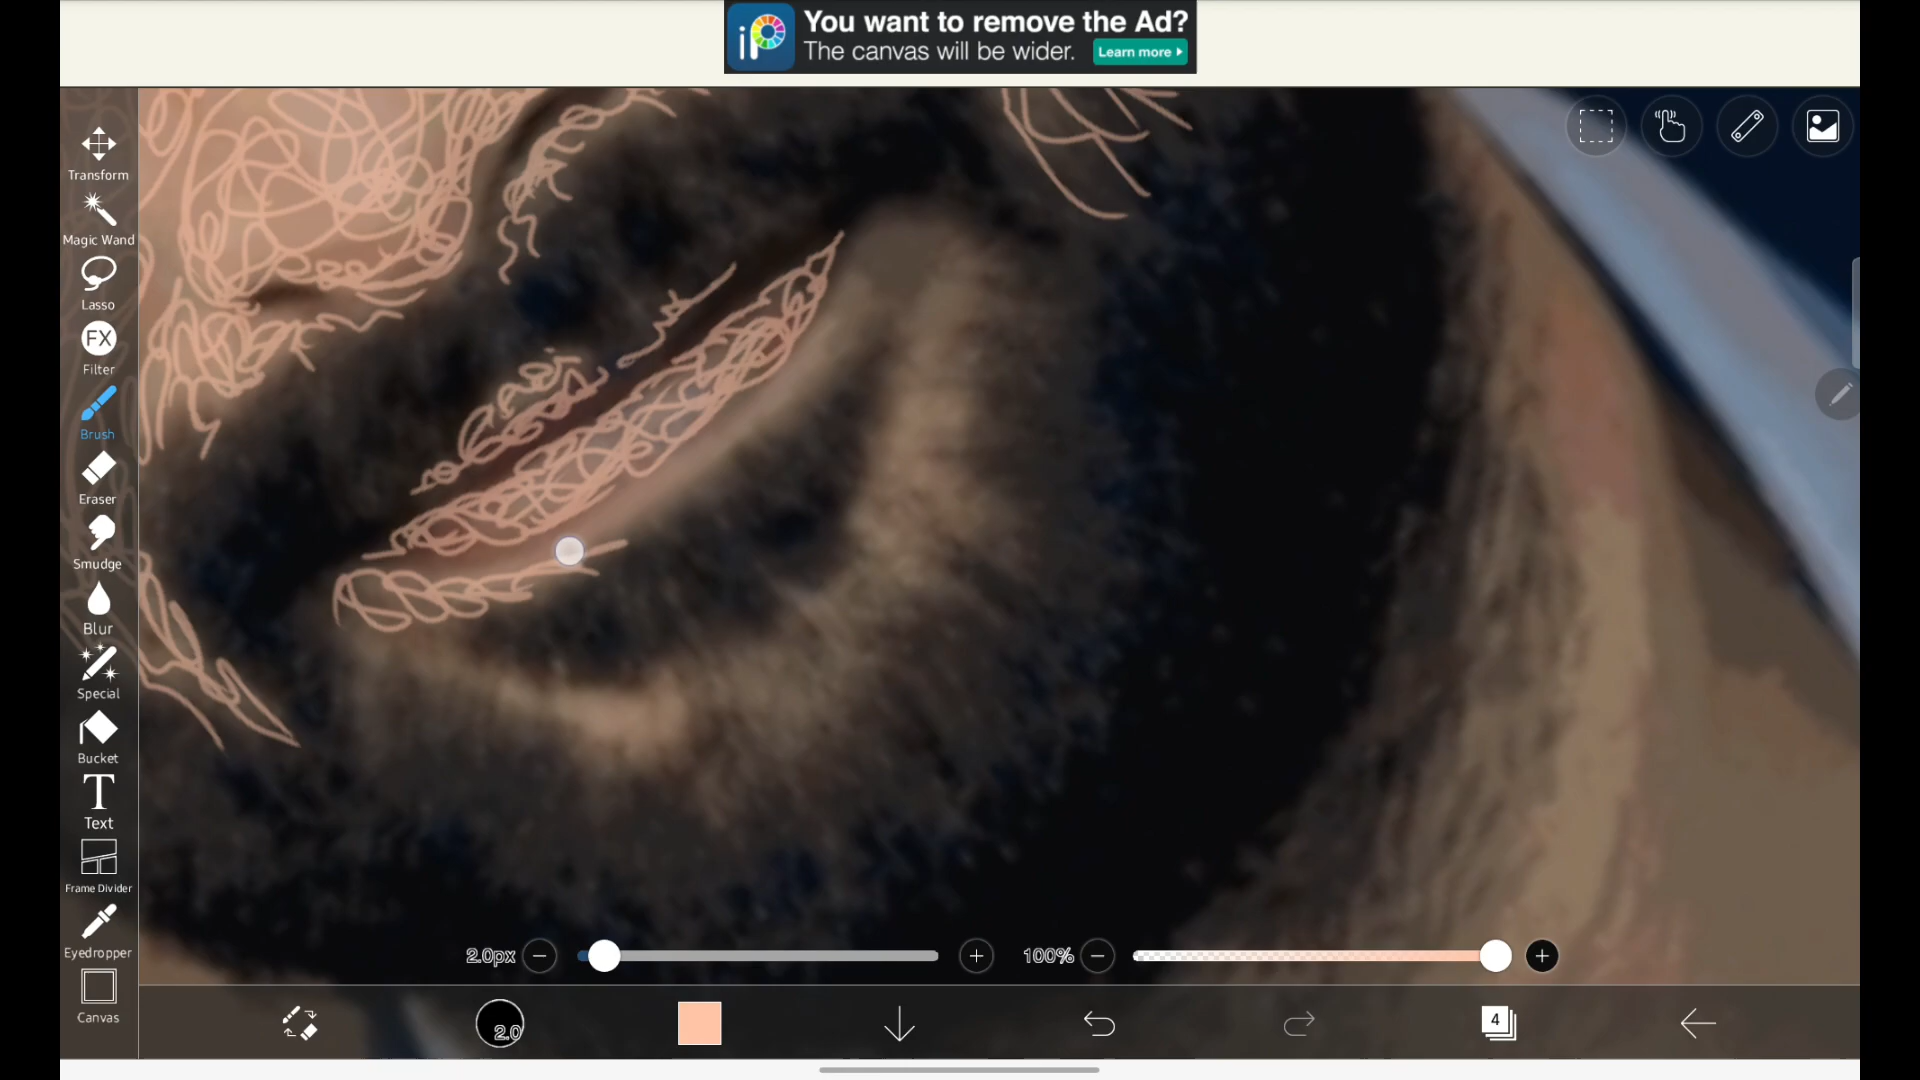 iP
You want to remove the Ad?
The canvas will be wider.
Learn more
Transform
Magic Wand
Lasso
FX
Filter
Brush
Eraser
Smudge
Blur
Special
Bucket
T
Text
Frame Divider
Eyedropper
Canvas
2.0px
100%
2.0
4